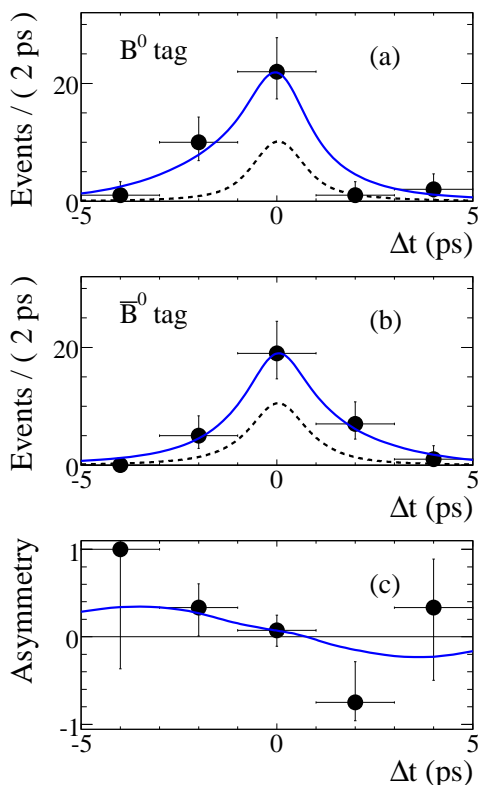 B⁰ tag
(a)
Events / ( 2 ps )
20
0
-5 0 5
Δt (ps)
B̅⁰ tag
(b)
Events / ( 2 ps )
20
0
-5 0 5
Δt (ps)
(c)
Asymmetry
1
0
-1
-5 0 5
Δt (ps)